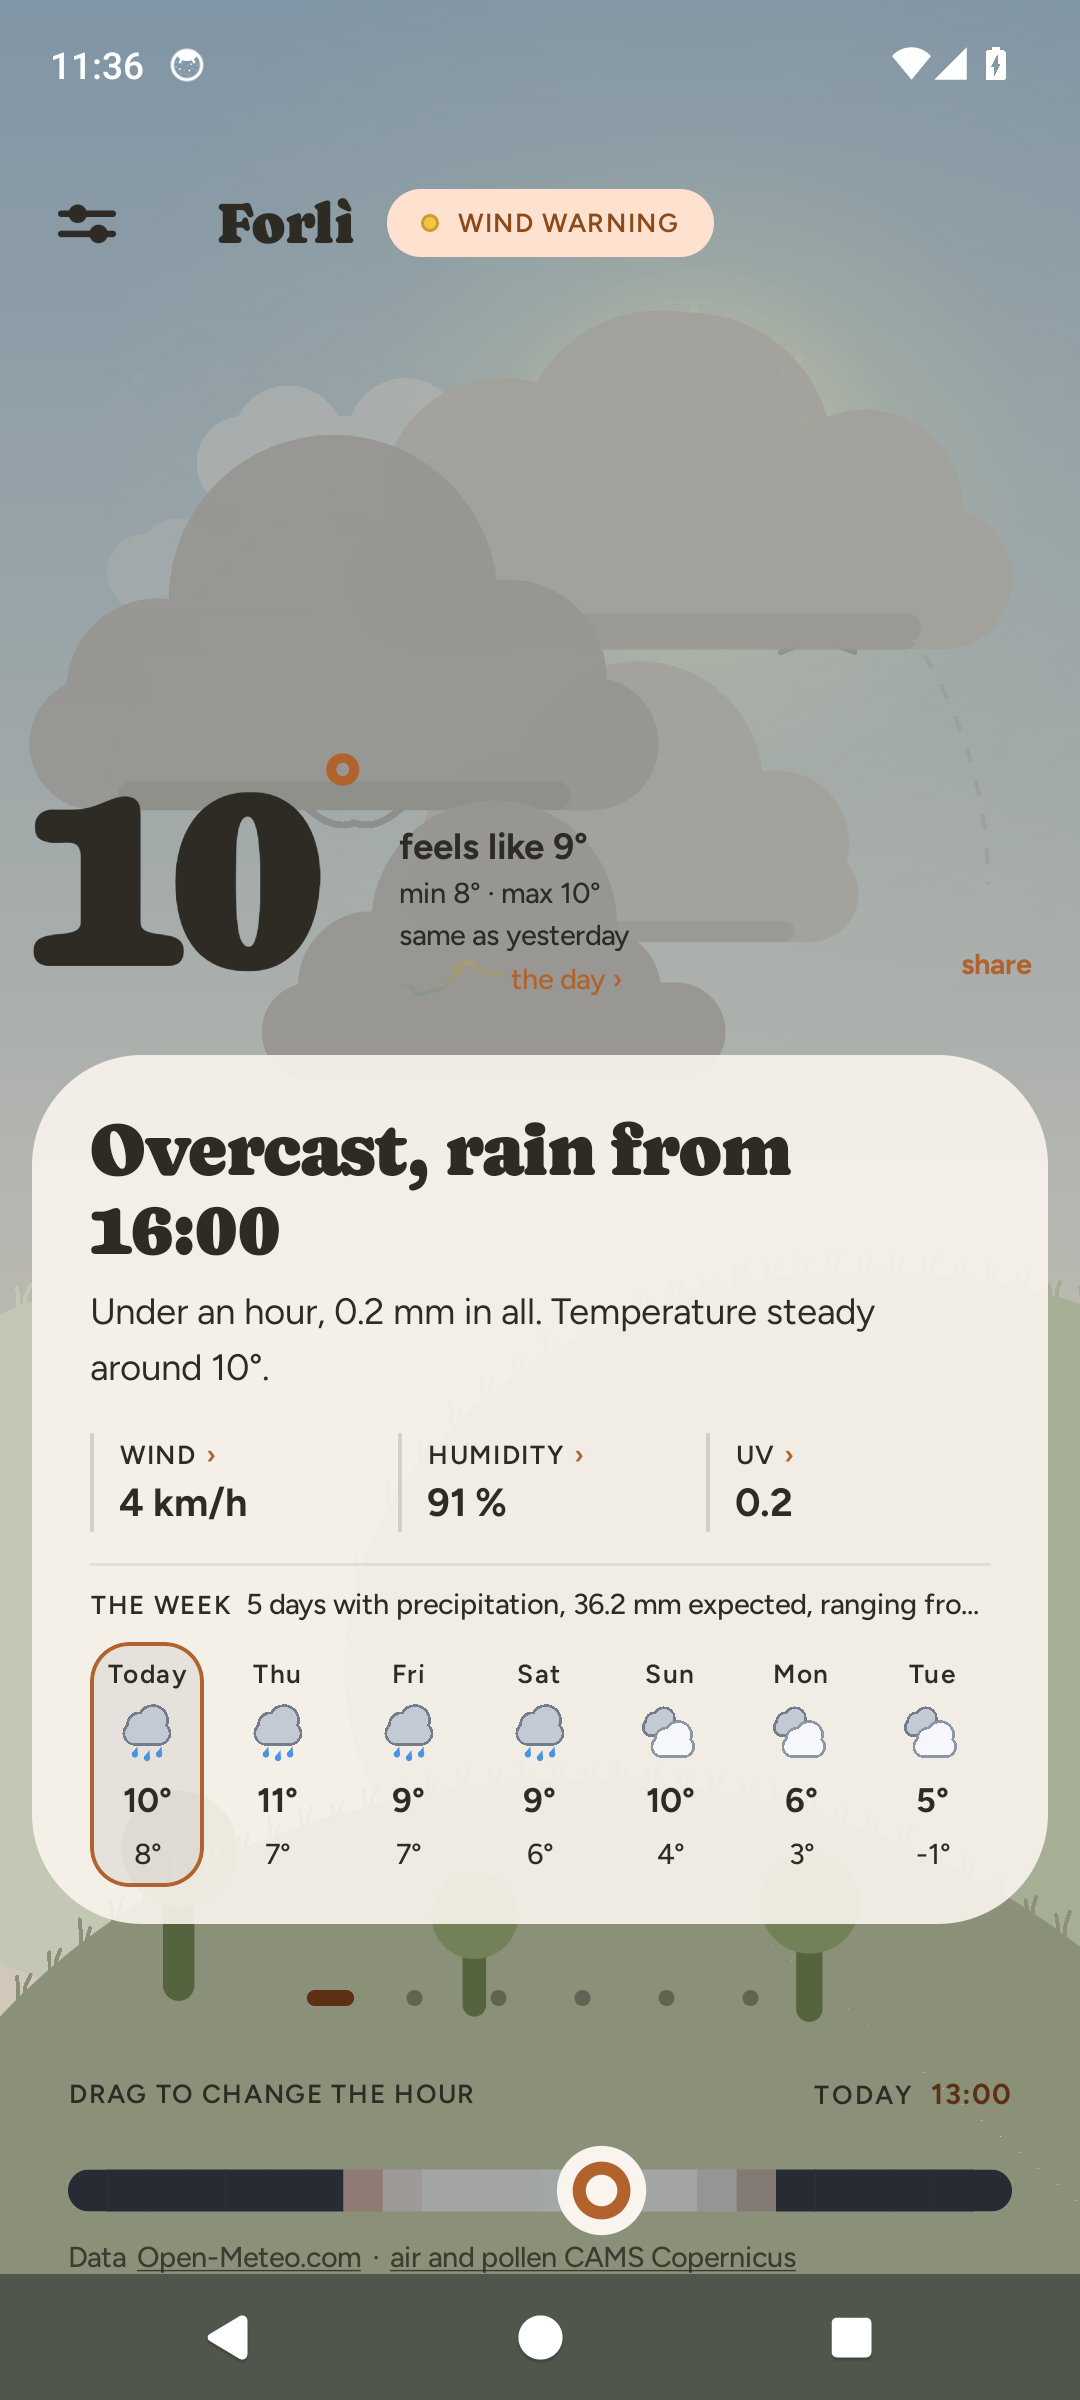 11:36
Forlì
WIND WARNING
10
feels like 9°
min 8° · max 10°
same as yesterday
the day ›
share
Overcast, rain from
16:00
Under an hour, 0.2 mm in all. Temperature steady
around 10°.
WIND › HUMIDITY › UV ›
4 km/h 91 % 0.2
THE WEEK 5 days with precipitation, 36.2 mm expected, ranging fro...
Today Thu Fri Sat Sun Mon Tue
10° 11° 9° 9° 10° 6° 5°
8° 7° 7° 6° 4° 3° -1°
DRAG TO CHANGE THE HOUR TODAY 13:00
Data Open-Meteo.com · air and pollen CAMS Copernicus